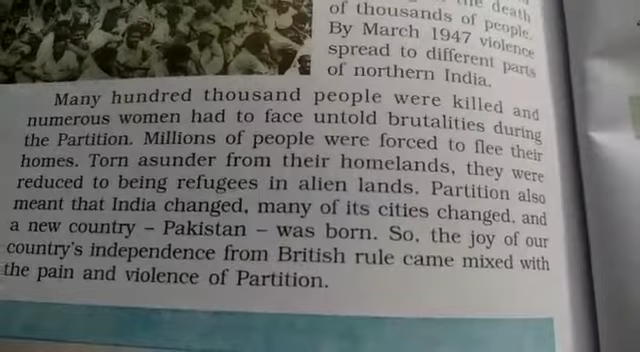 the death
of thousands of people.
By March 1947 violence
spread to different parts
of northern India.
Many hundred thousand people were killed and
numerous women had to face untold brutalities during
the Partition. Millions of people were forced to flee their
homes. Torn asunder from their homelands, they were
reduced to being refugees in alien lands. Partition also
meant that India changed, many of its cities changed, and
a new country – Pakistan – was born. So, the joy of our
country's independence from British rule came mixed with
the pain and violence of Partition.